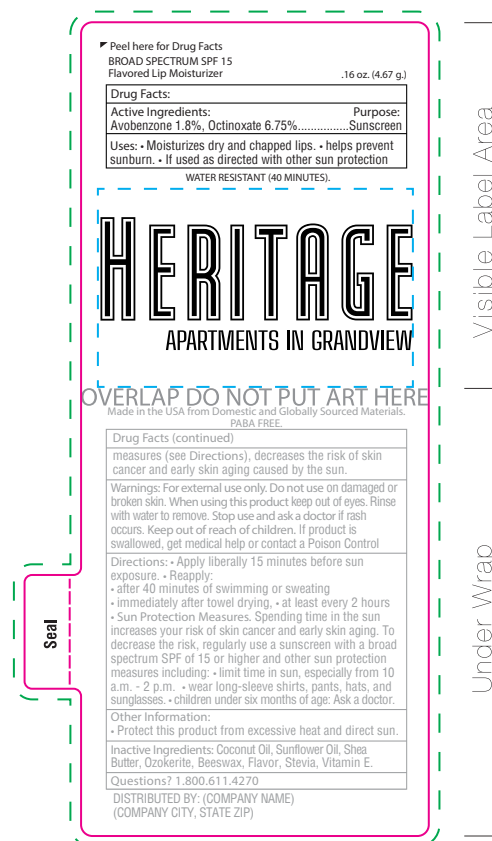 Peel here for Drug Facts
BROAD SPECTRUM SPF 15
Flavored Lip Moisturizer .16 oz. (4.67 g.)
Drug Facts:
Active Ingredients: Purpose:
Avobenzone 1.8%, Octinoxate 6.75%................Sunscreen
Uses: • Moisturizes dry and chapped lips. • helps prevent
sunburn. • If used as directed with other sun protection
WATER RESISTANT (40 MINUTES).
HERITAGE
APARTMENTS IN GRANDVIEW
OVERLAP DO NOT PUT ART HERE
Made in the USA from Domestic and Globally Sourced Materials.
PABA FREE.
Drug Facts (continued)
measures (see Directions), decreases the risk of skin
cancer and early skin aging caused by the sun.
Warnings: For external use only. Do not use on damaged or
broken skin. When using this product keep out of eyes. Rinse
with water to remove. Stop use and ask a doctor if rash
occurs. Keep out of reach of children. If product is
swallowed, get medical help or contact a Poison Control
Directions: • Apply liberally 15 minutes before sun
exposure. • Reapply:
• after 40 minutes of swimming or sweating
• immediately after towel drying, • at least every 2 hours
• Sun Protection Measures. Spending time in the sun
increases your risk of skin cancer and early skin aging. To
decrease the risk, regularly use a sunscreen with a broad
spectrum SPF of 15 or higher and other sun protection
measures including: • limit time in sun, especially from 10
a.m. - 2 p.m. • wear long-sleeve shirts, pants, hats, and
sunglasses. • children under six months of age: Ask a doctor.
Other Information:
• Protect this product from excessive heat and direct sun.
Inactive Ingredients: Coconut Oil, Sunflower Oil, Shea
Butter, Ozokerite, Beeswax, Flavor, Stevia, Vitamin E.
Questions? 1.800.611.4270
DISTRIBUTED BY: (COMPANY NAME)
(COMPANY CITY, STATE ZIP)
Seal
Visible Label Area
Under Wrap